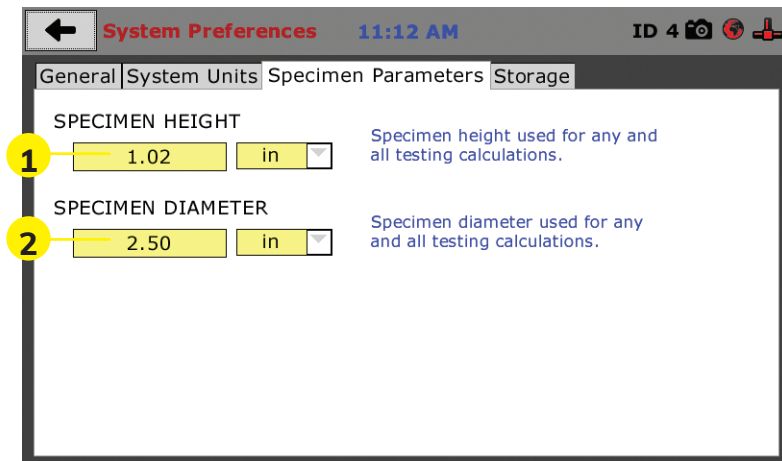 System Preferences 11:12 AM ID 4
General System Units Specimen Parameters Storage
SPECIMEN HEIGHT
1 1.02 in
Specimen height used for any and
all testing calculations.
SPECIMEN DIAMETER
2 2.50 in
Specimen diameter used for any
and all testing calculations.